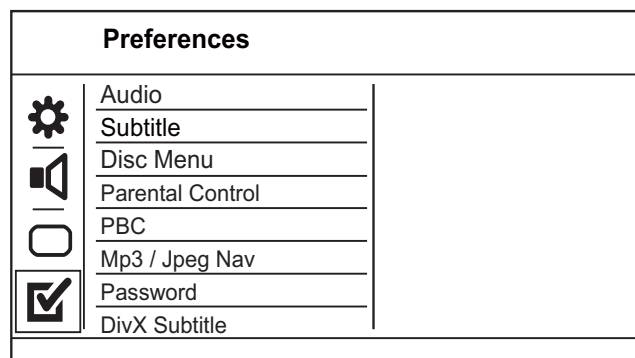 Preferences
Audio
Subtitle
Disc Menu
Parental Control
PBC
Mp3 / Jpeg Nav
Password
DivX Subtitle